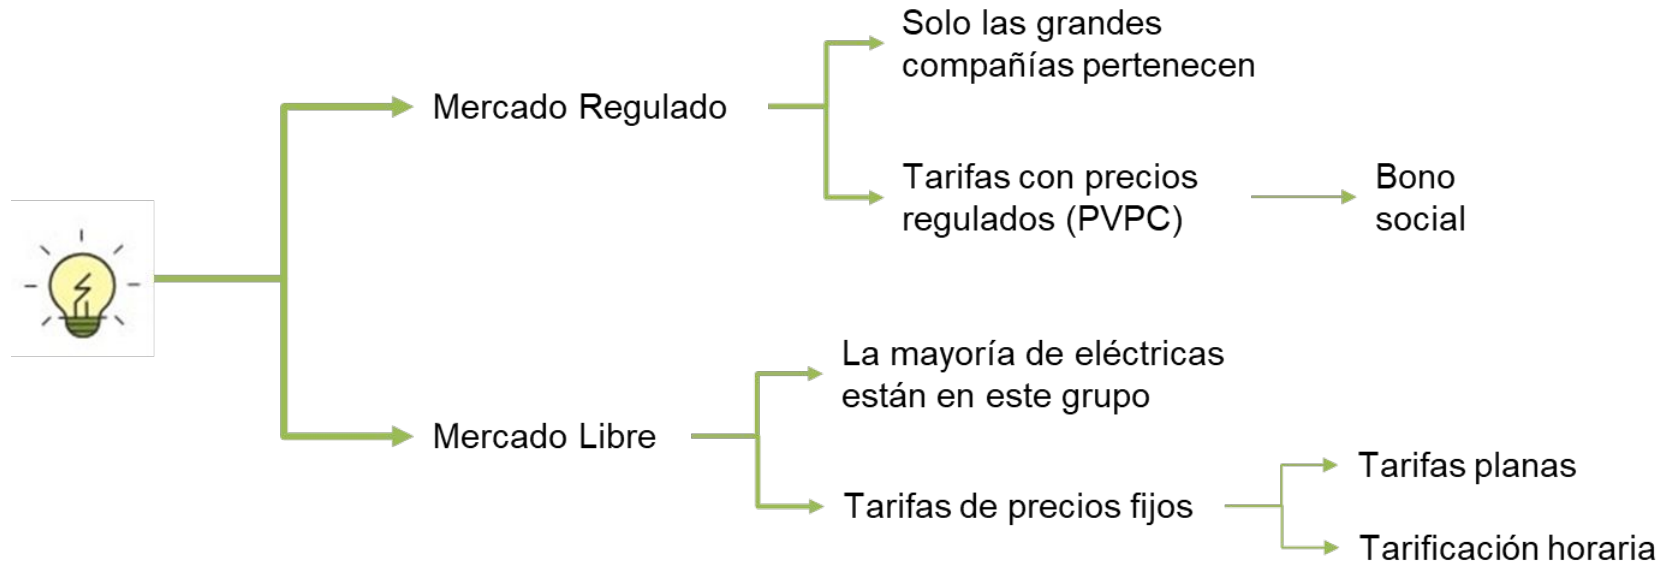 Solo las grandes
compañías pertenecen
Mercado Regulado
Tarifas con precios
regulados (PVPC)
Bono
social
La mayoría de eléctricas
están en este grupo
Mercado Libre
Tarifas de precios fijos
Tarifas planas
Tarificación horaria